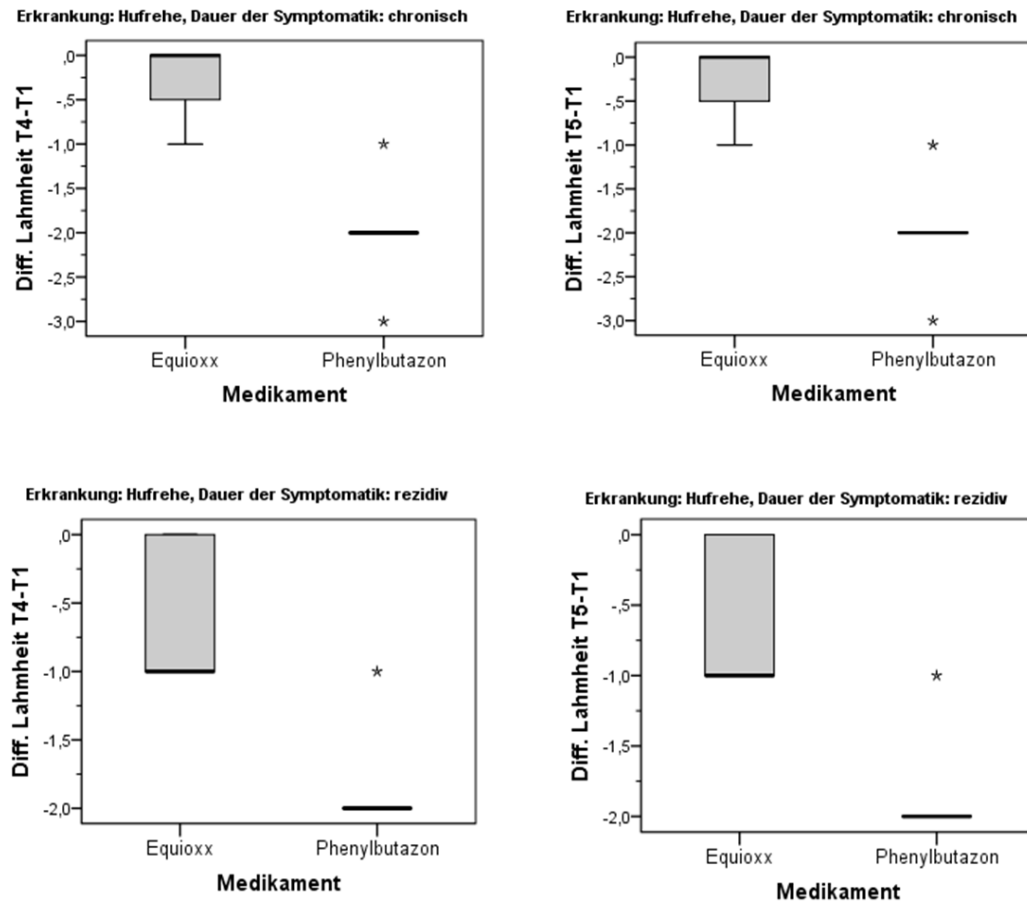 Erkrankung: Hufrehe, Dauer der Symptomatik: chronisch
Diff. Lahmheit T4-T1
,0
-,5
-1,0
-1,5
-2,0
-2,5
-3,0
Equioxx Phenylbutazon
Medikament
Erkrankung: Hufrehe, Dauer der Symptomatik: chronisch
Diff. Lahmheit T5-T1
,0
-,5
-1,0
-1,5
-2,0
-2,5
-3,0
Equioxx Phenylbutazon
Medikament
Erkrankung: Hufrehe, Dauer der Symptomatik: rezidiv
Diff. Lahmheit T4-T1
,0
-,5
-1,0
-1,5
-2,0
Equioxx Phenylbutazon
Medikament
Erkrankung: Hufrehe, Dauer der Symptomatik: rezidiv
Diff. Lahmheit T5-T1
,0
-,5
-1,0
-1,5
-2,0
Equioxx Phenylbutazon
Medikament